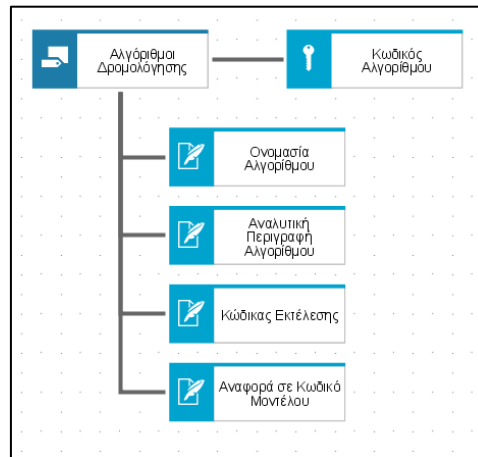 Αλγόριθμοι
Δρομολόγησης
Κωδικός
Αλγορίθμου
Ονομασία
Αλγορίθμου
Αναλυτική
Περιγραφή
Αλγορίθμου
Κώδικας Εκτέλεσης
Αναφορά σε Κωδικό
Μοντέλου